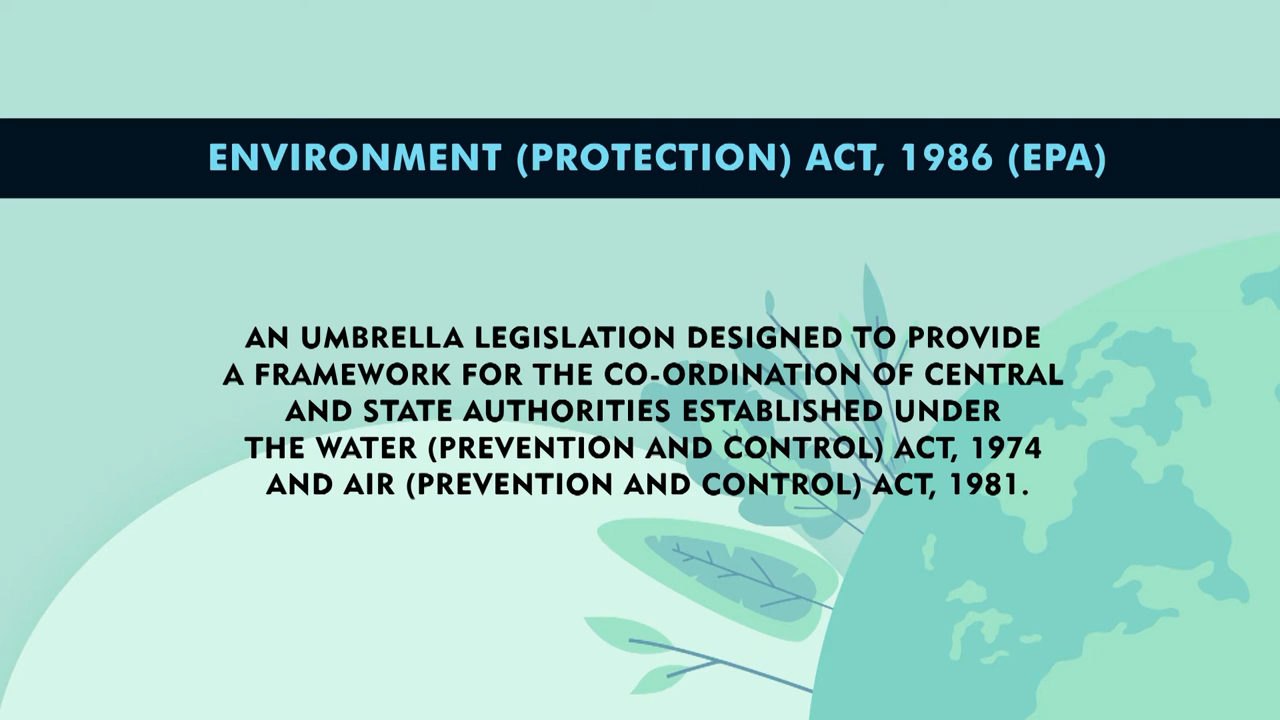 ENVIRONMENT (PROTECTION) ACT, 1986 (EPA)
AN UMBRELLA LEGISLATION DESIGNED TO PROVIDE
A FRAMEWORK FOR THE CO-ORDINATION OF CENTRAL
AND STATE AUTHORITIES ESTABLISHED UNDER
THE WATER (PREVENTION AND CONTROL) ACT, 1974
AND AIR (PREVENTION AND CONTROL) ACT, 1981.